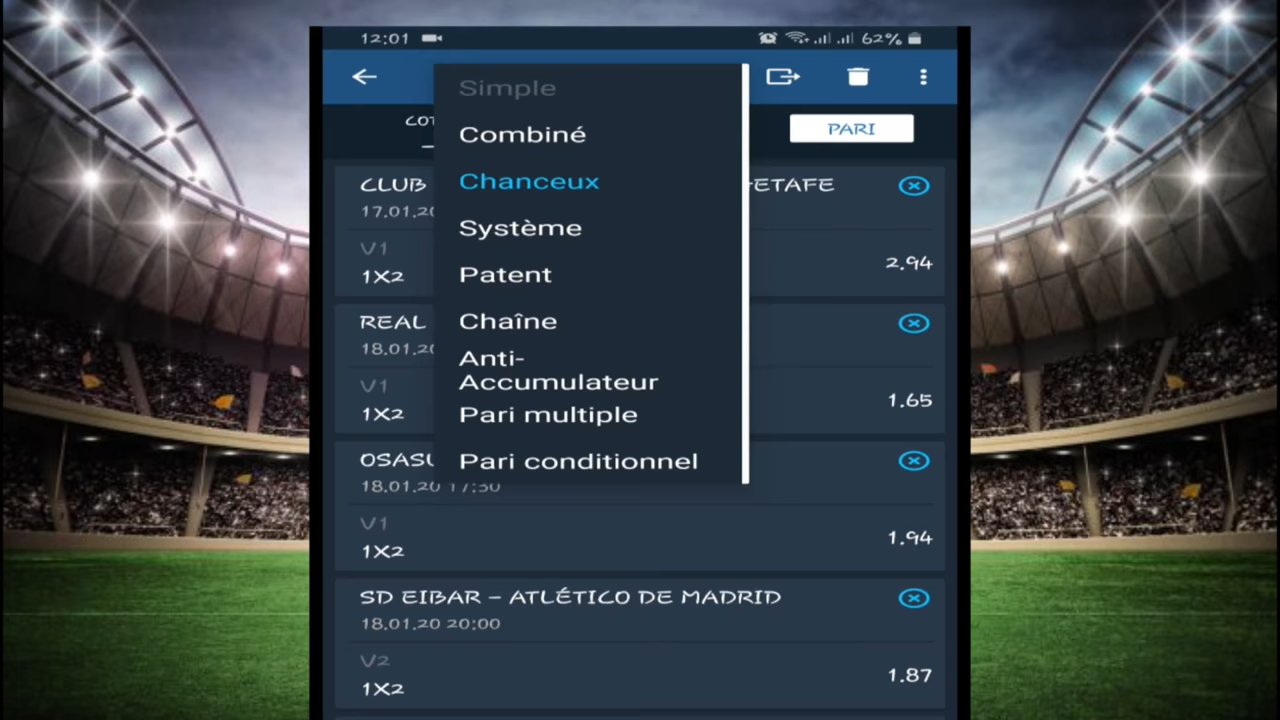 12:01
62%
Simple
Combiné
COT
PARI
Chanceux
CLUB
ETAFE
17.01.20
Système
V1
2.94
1X2
Patent
REAL
Chaîne
18.01.20
Anti-
Accumulateur
V1
1.65
1X2
Pari multiple
OSASU
Pari conditionnel
18.01.20 17:30
V1
1.94
1X2
SD EIBAR – ATLÉTICO DE MADRID
18.01.20 20:00
V2
1.87
1X2